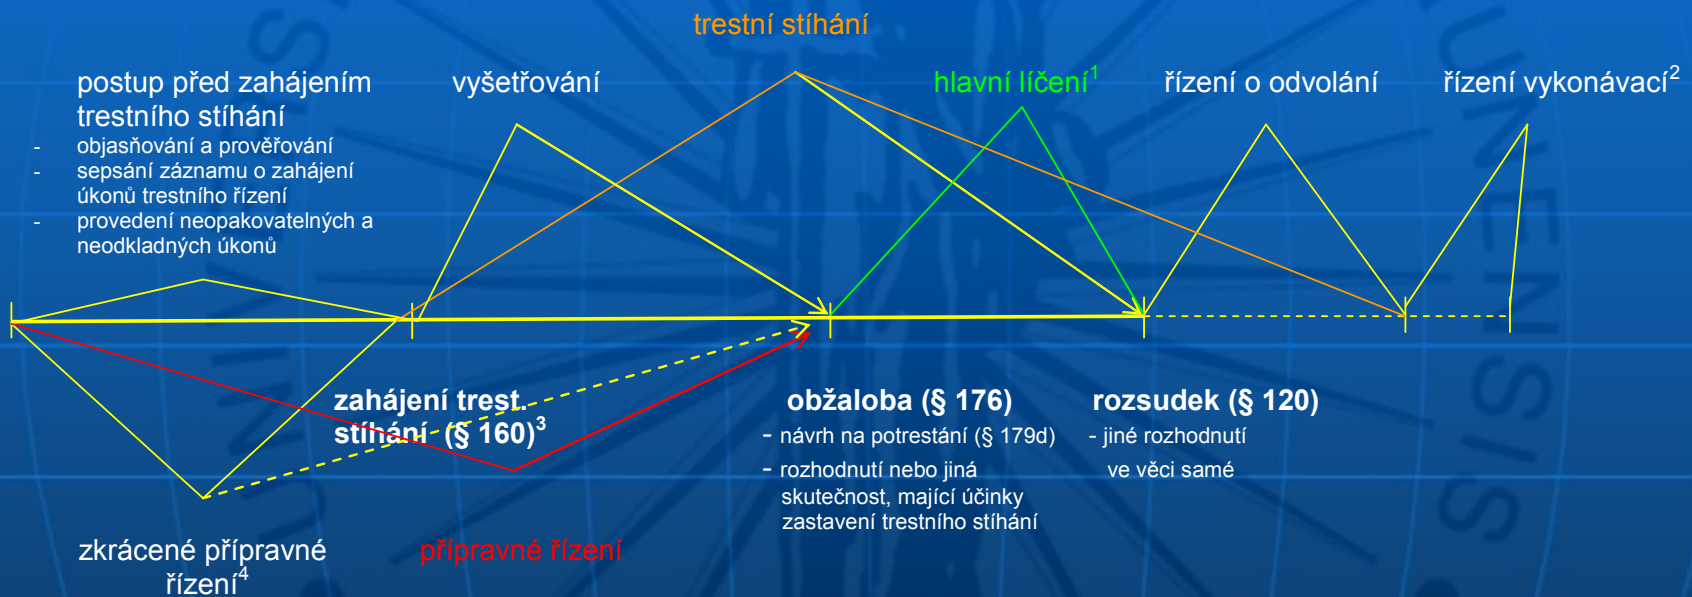 trestní stíhání
postup před zahájením
trestního stíhání
- objasňování a prověřování
- sepsání záznamu o zahájení
úkonů trestního řízení
- provedení neopakovatelných a
neodkladných úkonů
vyšetřování
hlavní líčení¹
řízení o odvolání
řízení vykonávací²
zahájení trest.
stíhání (§ 160)³
obžaloba (§ 176)
- návrh na potrestání (§ 179d)
- rozhodnutí nebo jiná
skutečnost, mající účinky
zastavení trestního stíhání
rozsudek (§ 120)
- jiné rozhodnutí
ve věci samé
zkrácené přípravné
řízení⁴
přípravné řízení